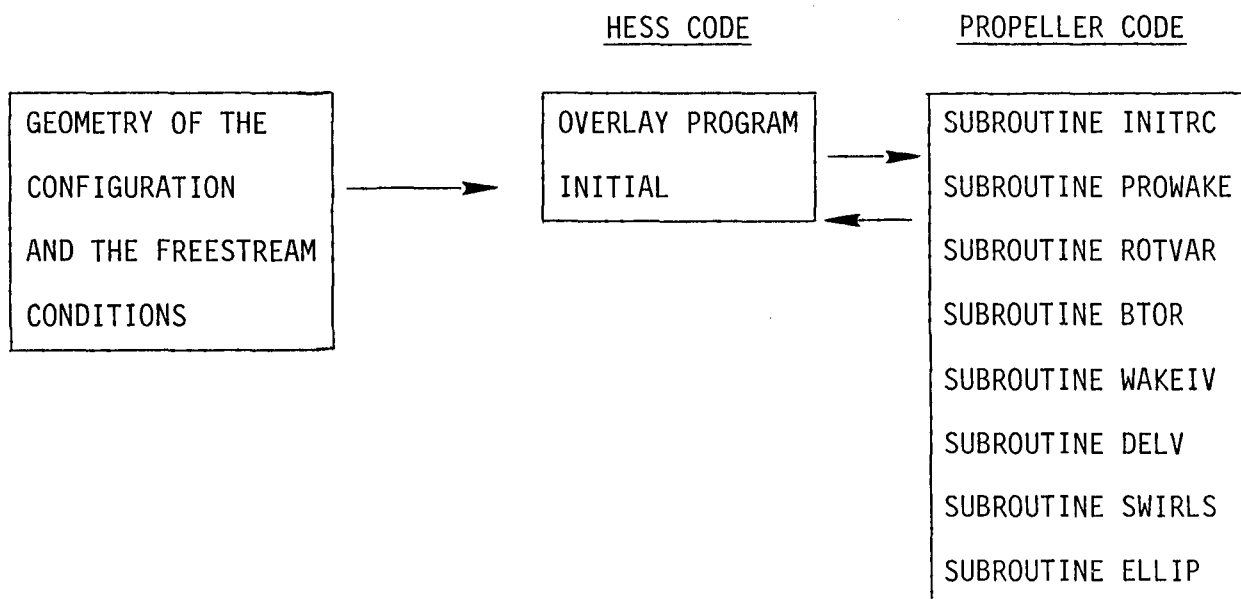 HESS CODE
PROPELLER CODE
GEOMETRY OF THE
CONFIGURATION
AND THE FREESTREAM
CONDITIONS
OVERLAY PROGRAM
INITIAL
SUBROUTINE INITRC
SUBROUTINE PROWAKE
SUBROUTINE ROTVAR
SUBROUTINE BTOR
SUBROUTINE WAKEIV
SUBROUTINE DELV
SUBROUTINE SWIRLS
SUBROUTINE ELLIP